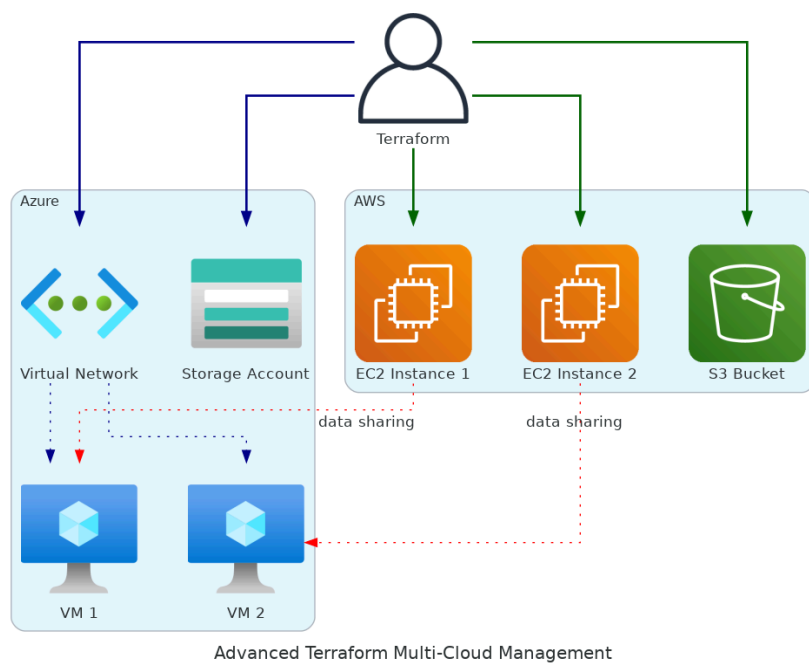 Terraform
Azure
AWS
Virtual Network
Storage Account
EC2 Instance 1
EC2 Instance 2
S3 Bucket
data sharing
data sharing
VM 1
VM 2
Advanced Terraform Multi-Cloud Management